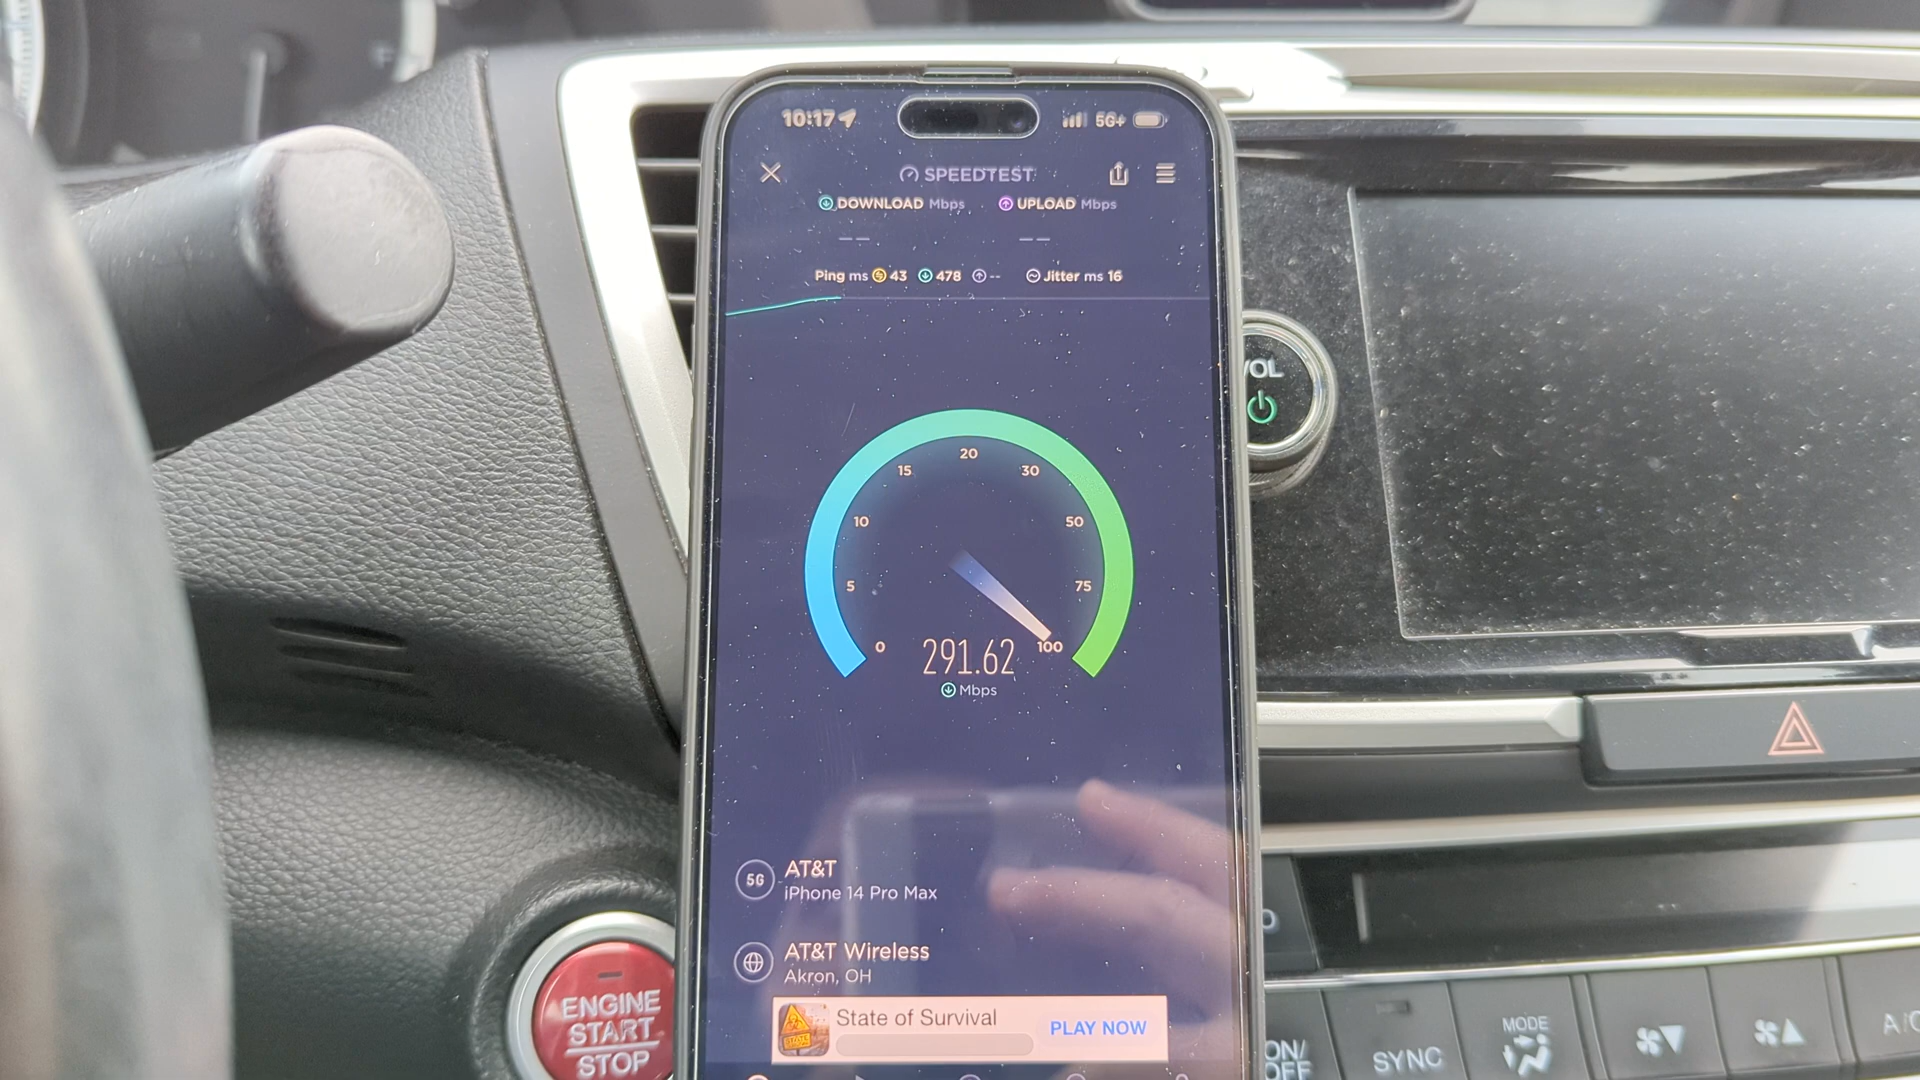 10:17 5G+
SPEEDTEST
DOWNLOAD Mbps UPLOAD Mbps
-- --
Ping ms 43 478 -- Jitter ms 16
20
15 30
10 50
5 75
0 100
291.62
Mbps
VOL
5G AT&T
iPhone 14 Pro Max
AT&T Wireless
Akron, OH
State of Survival
PLAY NOW
ENGINE
START
STOP
ON/
OFF
SYNC
MODE
A/C